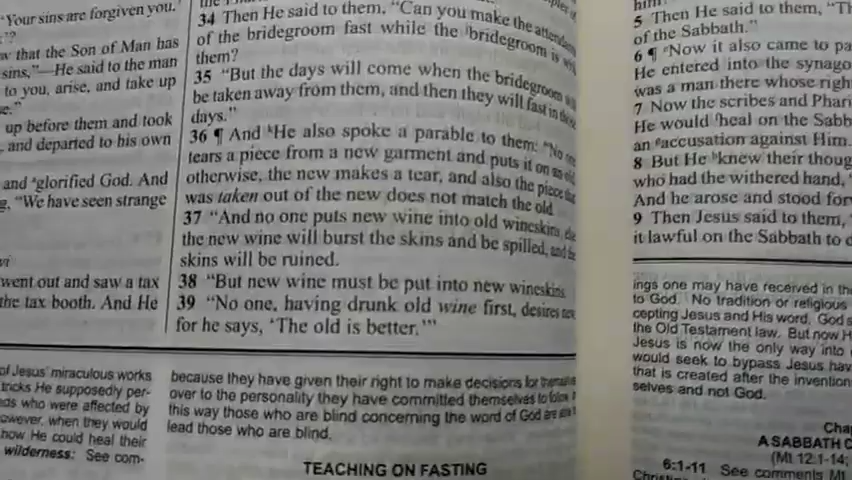 "Your sins are forgiven you.'
'?
w that the Son of Man has
sins,"—He said to the man
to you, arise, and take up
e."
up before them and took
, and departed to his own
and glorified God. And
g, "We have seen strange
vi
went out and saw a tax
the tax booth. And He
34 Then He said to them, "Can you make the
of the bridegroom fast while the bridegroom is
them?
35 "But the days will come when the bridegroom
be taken away from them, and then they will fast in those
days."
36 ¶ And He also spoke a parable to them: "No one
tears a piece from a new garment and puts it on an old
otherwise, the new makes a tear, and also the piece that
was taken out of the new does not match the old.
37 "And no one puts new wine into old wineskins,
the new wine will burst the skins and be spilled, and the
skins will be ruined.
38 "But new wine must be put into new wineskins
39 "No one, having drunk old wine first, desires new,
for he says, 'The old is better.'"
of Jesus' miraculous works
tricks He supposedly per-
ds who were affected by
owever, when they would
how He could heal their
wilderness: See com-
because they have given their right to make decisions for themselves
over to the personality they have committed themselves to follow.
this way those who are blind concerning the word of God are
lead those who are blind.
TEACHING ON FASTING
him!
5 Then He said to them, "Th
of the Sabbath."
6 ¶ "Now it also came to pa
He entered into the synago
was a man there whose righ
7 Now the scribes and Phari
He would heal on the Sabb
an accusation against Him.
8 But He knew their thoug
who had the withered hand, "
And he arose and stood for
9 Then Jesus said to them, "
it lawful on the Sabbath to d
ings one may have received in the
to God. No tradition or religious
cepting Jesus and His word. God s
the Old Testament law. But now H
Jesus is now the only way into
would seek to bypass Jesus hav
that is created after the invention
selves and not God.
Chap
A SABBATH C
(Mt 12:1-14;
6:1-11 See comments Mt